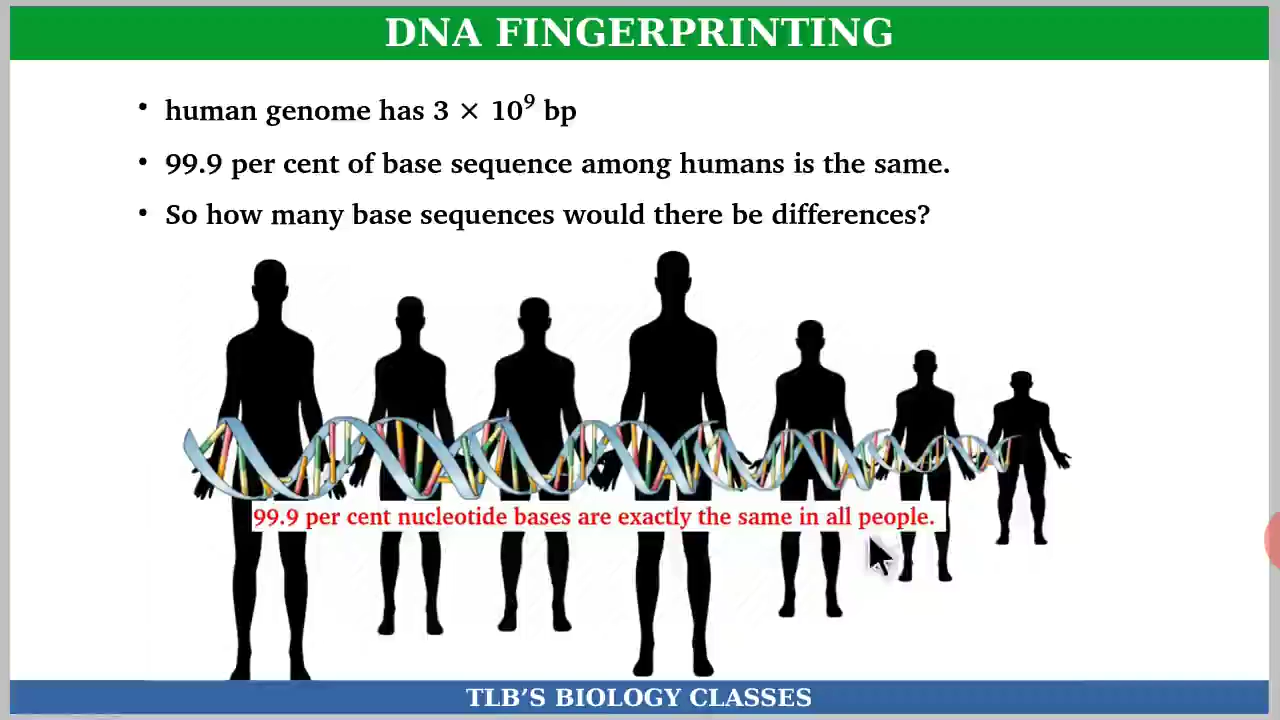 DNA FINGERPRINTING
• human genome has 3 × 10⁹ bp
• 99.9 per cent of base sequence among humans is the same.
• So how many base sequences would there be differences?
99.9 per cent nucleotide bases are exactly the same in all people.
TLB’S BIOLOGY CLASSES